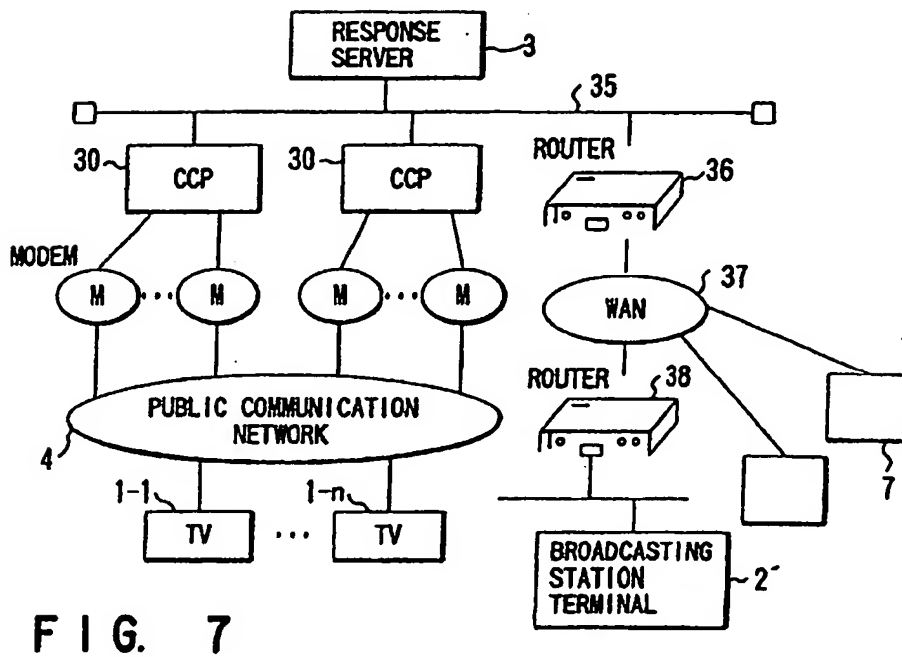 RESPONSE
SERVER
3
35
30
CCP
30
CCP
ROUTER
36
MODEM
M ··· M
M ··· M
WAN
37
ROUTER
38
PUBLIC COMMUNICATION
NETWORK
4
7
1-1
TV
···
1-n
TV
BROADCASTING
STATION
TERMINAL
2
FIG. 7